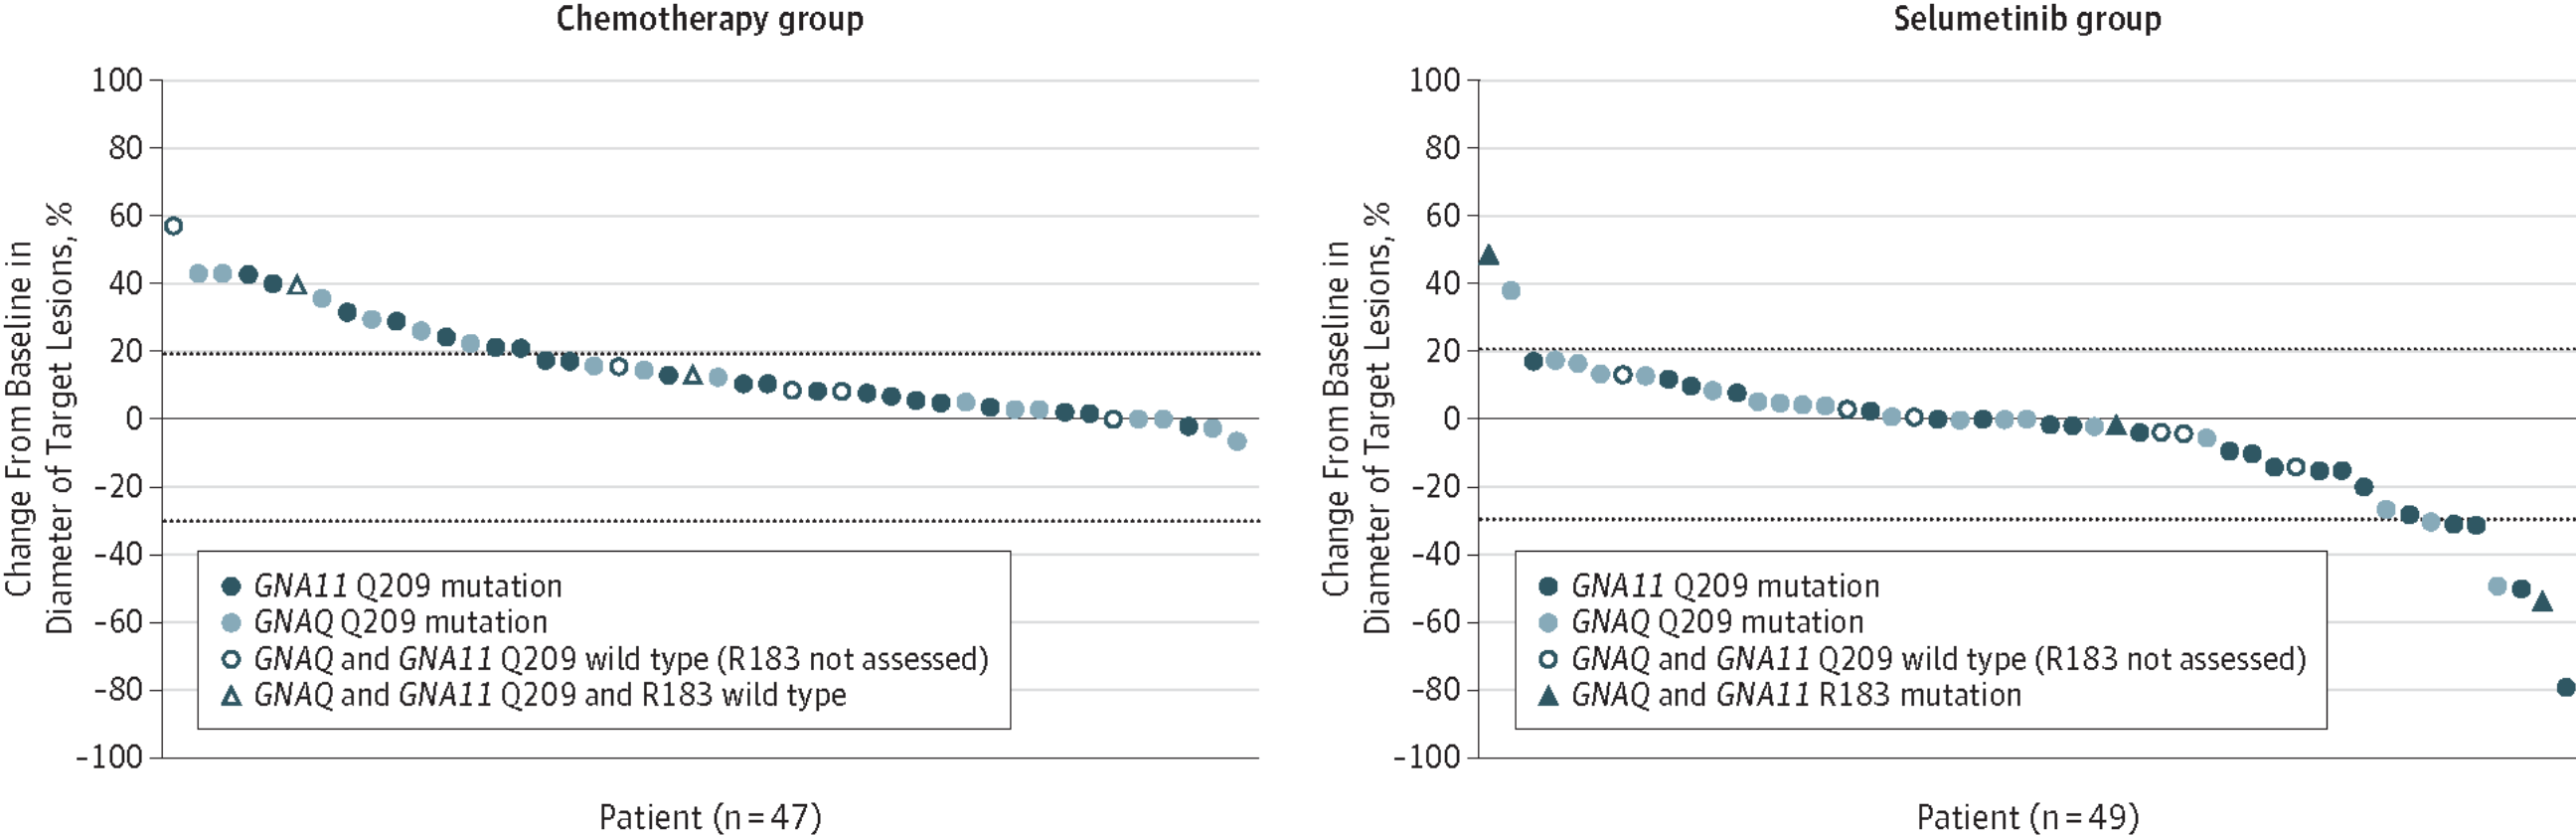 Chemotherapy group
100
80
60
40
20
0
-20
-40
-60
-80
-100
Change From Baseline in
Diameter of Target Lesions, %
GNA11 Q209 mutation
GNAQ Q209 mutation
GNAQ and GNA11 Q209 wild type (R183 not assessed)
GNAQ and GNA11 Q209 and R183 wild type
Patient (n = 47)
Selumetinib group
100
80
60
40
20
0
-20
-40
-60
-80
-100
Change From Baseline in
Diameter of Target Lesions, %
GNA11 Q209 mutation
GNAQ Q209 mutation
GNAQ and GNA11 Q209 wild type (R183 not assessed)
GNAQ and GNA11 R183 mutation
Patient (n = 49)